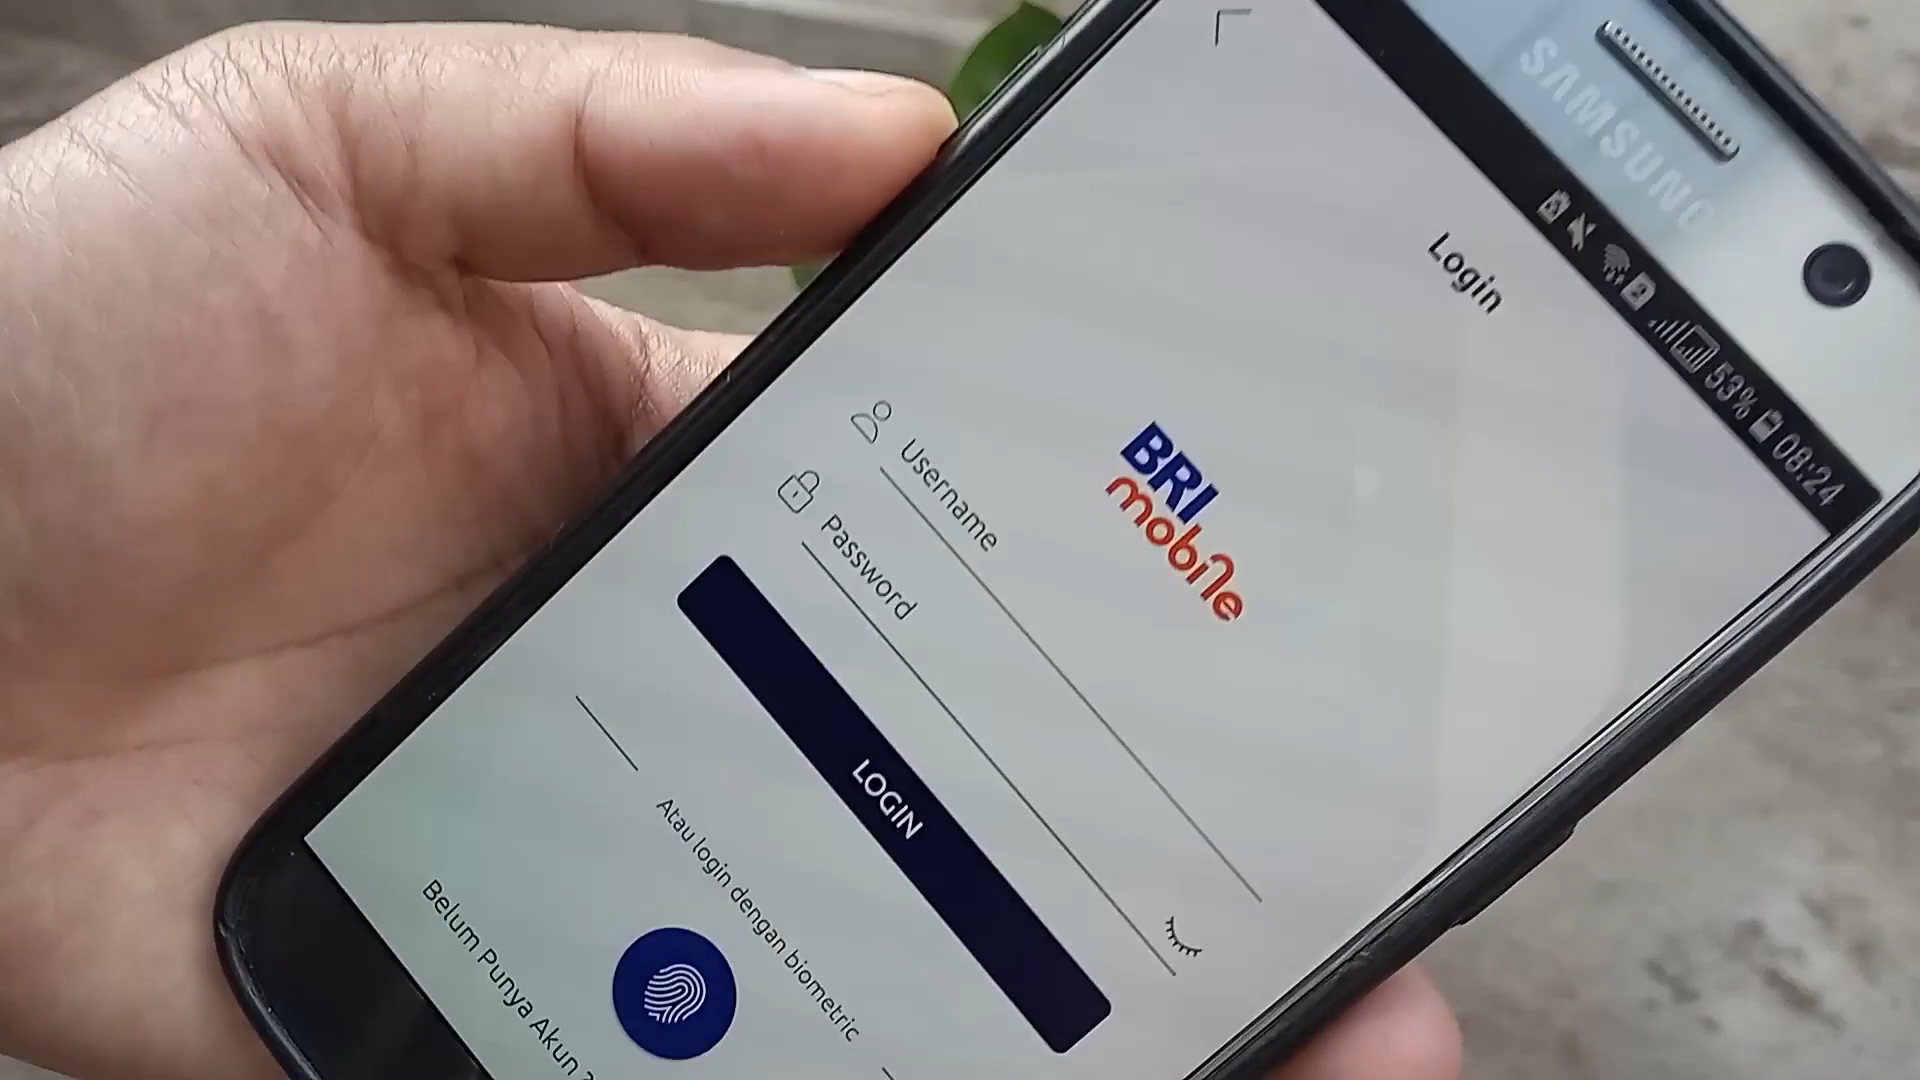 SAMSUNG
53% 08:24
Login
BRI
mobile
Username
Password
LOGIN
Atau login dengan biometric
Belum Punya Akun ?